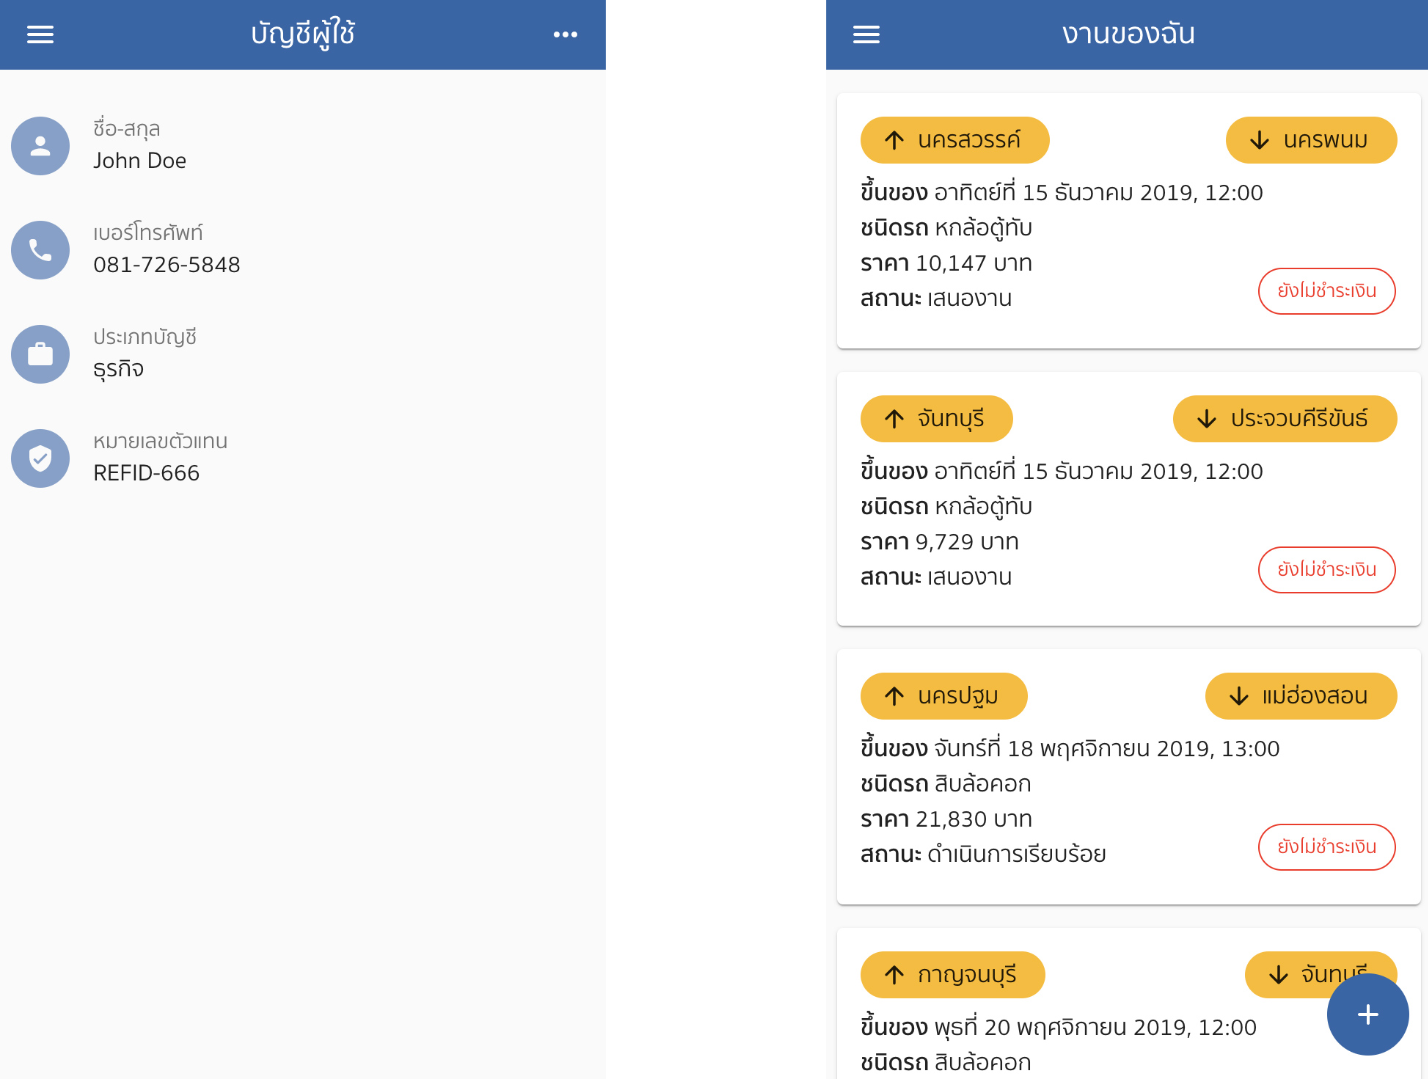 บัญชีผู้ใช้
ชื่อ-สกุล
John Doe
เบอร์โทรศัพท์
081-726-5848
ประเภทบัญชี
ธุรกิจ
หมายเลขตัวแทน
REFID-666
งานของฉัน
นครสวรรค์ นครพนม
ขึ้นของ อาทิตย์ที่ 15 ธันวาคม 2019, 12:00
ชนิดรถ หกล้อตู้ทับ
ราคา 10,147 บาท
สถานะ เสนองาน
ยังไม่ชำระเงิน
จันทบุรี ประจวบคีรีขันธ์
ขึ้นของ อาทิตย์ที่ 15 ธันวาคม 2019, 12:00
ชนิดรถ หกล้อตู้ทับ
ราคา 9,729 บาท
สถานะ เสนองาน
ยังไม่ชำระเงิน
นครปฐม แม่ฮ่องสอน
ขึ้นของ จันทร์ที่ 18 พฤศจิกายน 2019, 13:00
ชนิดรถ สิบล้อคอก
ราคา 21,830 บาท
สถานะ ดำเนินการเรียบร้อย
ยังไม่ชำระเงิน
กาญจนบุรี จันทบุรี
ขึ้นของ พุธที่ 20 พฤศจิกายน 2019, 12:00
ชนิดรถ สิบล้อคอก